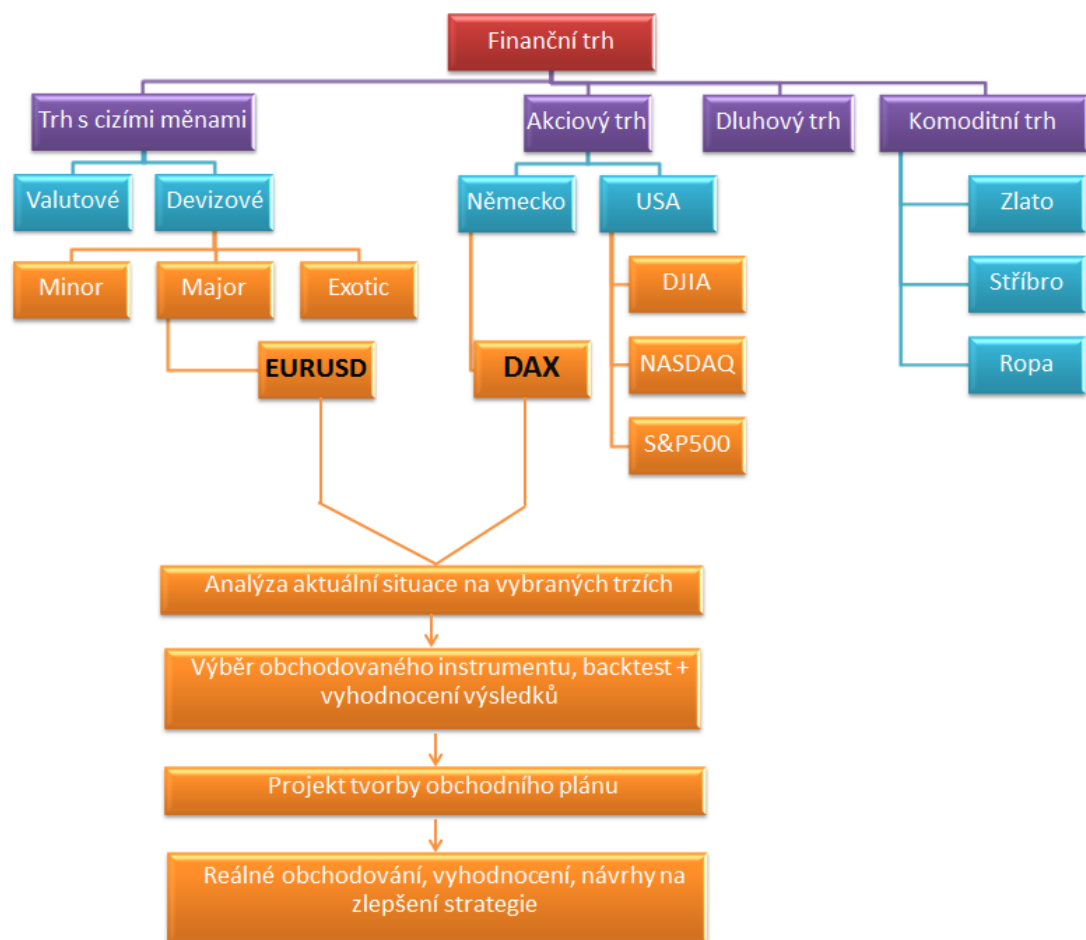 Finanční trh
Trh s cizími měnami
Akciový trh
Dluhový trh
Komoditní trh
Valutové
Devizové
Německo
USA
Zlato
Minor
Major
Exotic
DJIA
Stříbro
EURUSD
DAX
NASDAQ
Ropa
S&P500
Analýza aktuální situace na vybraných trzích
Výběr obchodovaného instrumentu, backtest +
vyhodnocení výsledků
Projekt tvorby obchodního plánu
Reálné obchodování, vyhodnocení, návrhy na
zlepšení strategie